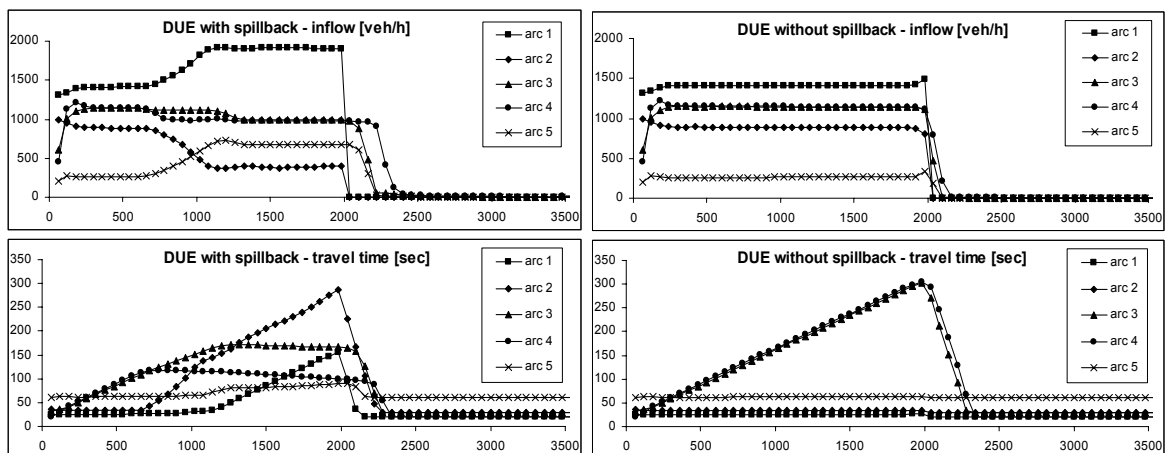 DUE with spillback - inflow [veh/h]
2000
1500
1000
500
0
0 500 1000 1500 2000 2500 3000 3500
arc 1
arc 2
arc 3
arc 4
arc 5
DUE without spillback - inflow [veh/h]
2000
1500
1000
500
0
0 500 1000 1500 2000 2500 3000 3500
arc 1
arc 2
arc 3
arc 4
arc 5
DUE with spillback - travel time [sec]
350
300
250
200
150
100
50
0
0 500 1000 1500 2000 2500 3000 3500
arc 1
arc 2
arc 3
arc 4
arc 5
DUE without spillback - travel time [sec]
350
300
250
200
150
100
50
0
0 500 1000 1500 2000 2500 3000 3500
arc 1
arc 2
arc 3
arc 4
arc 5